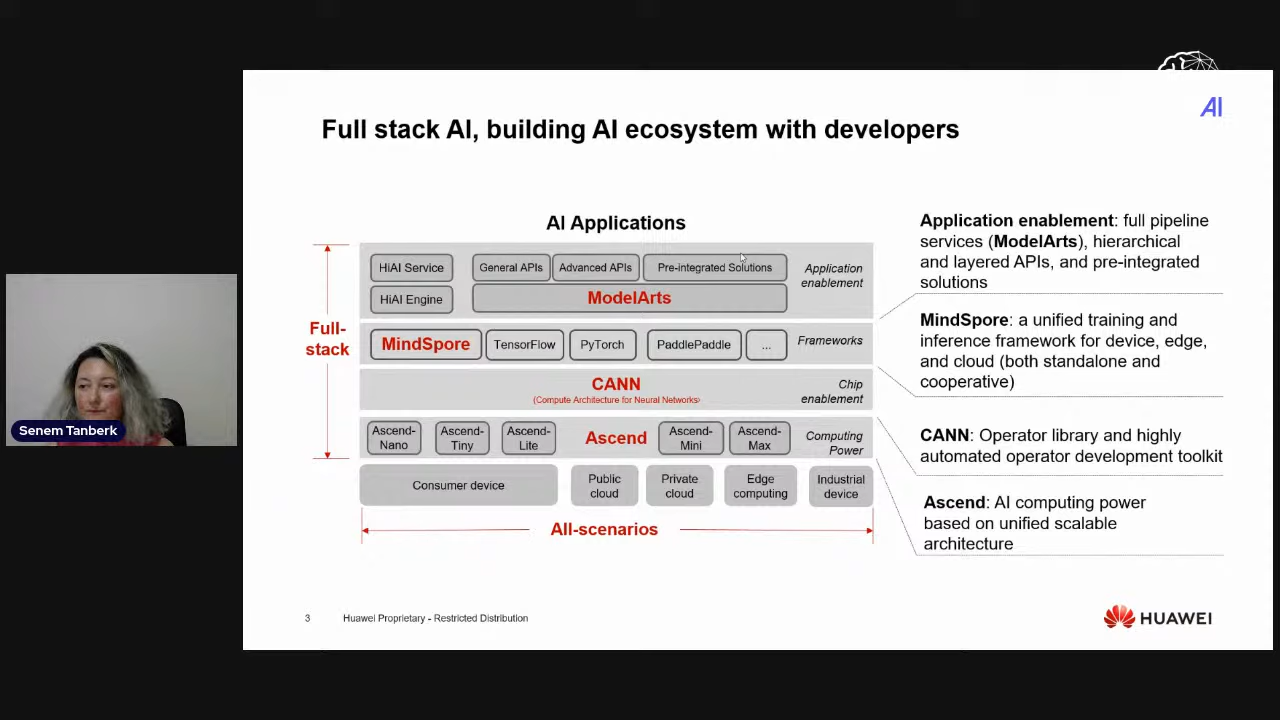 AI
Full stack AI, building AI ecosystem with developers
AI Applications
HiAI Service
General APIs
Advanced APIs
Pre-integrated Solutions
Application
enablement
HiAI Engine
ModelArts
Full-
stack
MindSpore
TensorFlow
PyTorch
PaddlePaddle
...
Frameworks
CANN
(Compute Architecture for Neural Networks)
Chip
enablement
Ascend-
Nano
Ascend-
Tiny
Ascend-
Lite
Ascend
Ascend-
Mini
Ascend-
Max
Computing
Power
Consumer device
Public
cloud
Private
cloud
Edge
computing
Industrial
device
All-scenarios
Application enablement: full pipeline
services (ModelArts), hierarchical
and layered APIs, and pre-integrated
solutions
MindSpore: a unified training and
inference framework for device, edge,
and cloud (both standalone and
cooperative)
CANN: Operator library and highly
automated operator development toolkit
Ascend: AI computing power
based on unified scalable
architecture
Senem Tanberk
3
Huawei Proprietary - Restricted Distribution
HUAWEI